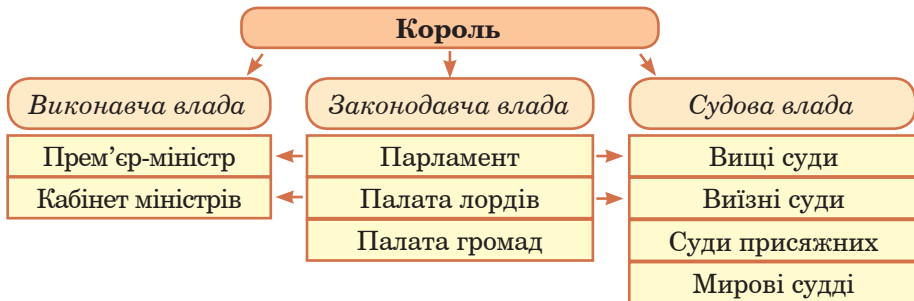 Король
Виконавча влада
Законодавча влада
Судова влада
Прем’єр-міністр
Парламент
Вищі суди
Кабінет міністрів
Палата лордів
Виїзні суди
Палата громад
Суди присяжних
Мирові судді